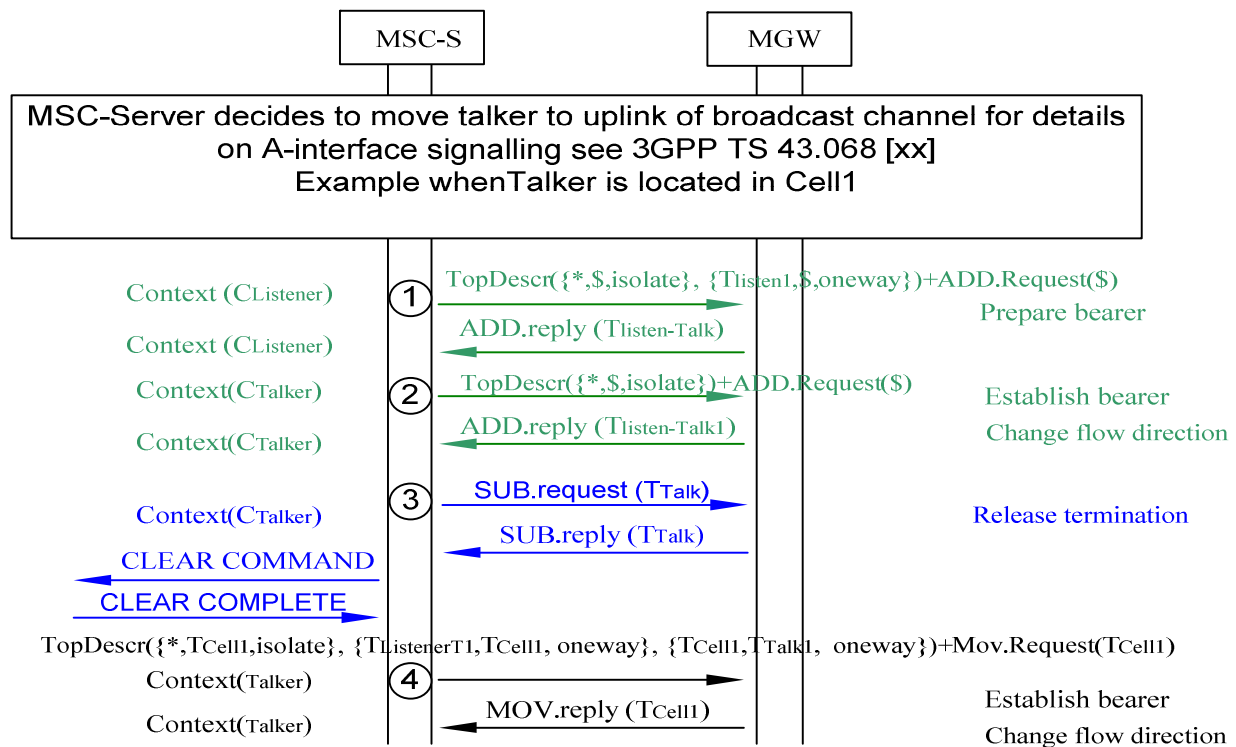 MSC-S
MGW
MSC-Server decides to move talker to uplink of broadcast channel for details
on A-interface signalling see 3GPP TS 43.068 [xx]
Example whenTalker is located in Cell1
TopDescr({*,$,isolate}, {Tlisten1,$,oneway})+ADD.Request($)
Context (CListener)
1
Prepare bearer
ADD.reply (Tlisten-Talk)
Context (CListener)
TopDescr({*,$,isolate})+ADD.Request($)
Context(CTalker)
2
Establish bearer
ADD.reply (Tlisten-Talk1)
Context(CTalker)
Change flow direction
SUB.request (TTalk)
3
Context(CTalker)
Release termination
SUB.reply (TTalk)
CLEAR COMMAND
CLEAR COMPLETE
TopDescr({*,TCell1,isolate}, {TListenerT1,TCell1, oneway}, {TCell1,TTalk1, oneway})+Mov.Request(TCell1)
Context(Talker)
4
Establish bearer
MOV.reply (TCell1)
Context(Talker)
Change flow direction